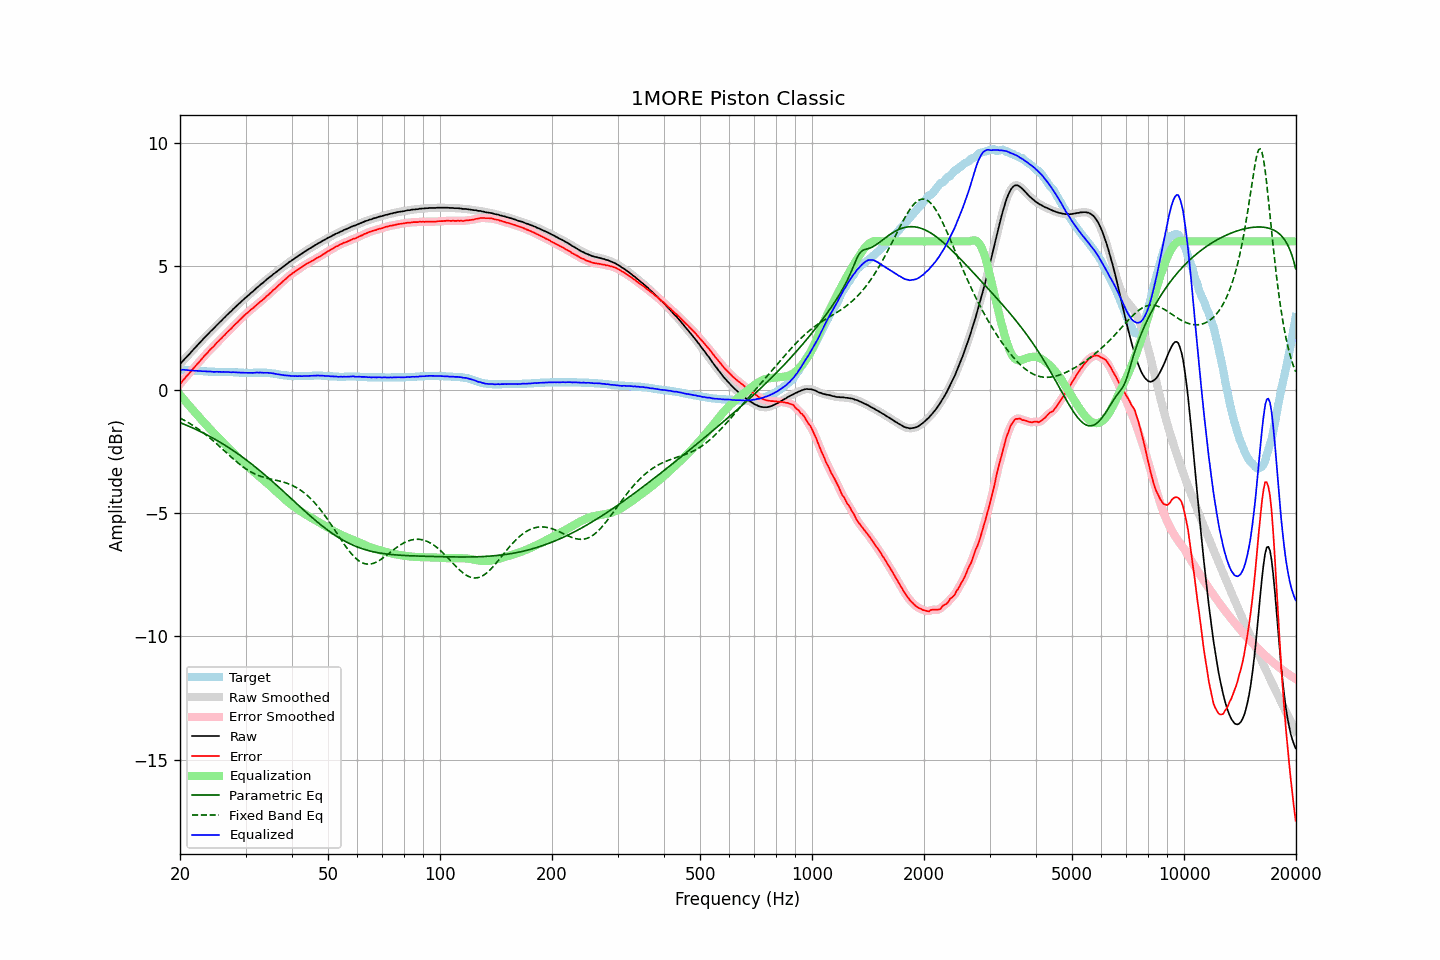 1MORE Piston Classic
Amplitude (dBr)
10
5
0
−5
−10
−15
Target
Raw Smoothed
Error Smoothed
Raw
Error
Equalization
Parametric Eq
Fixed Band Eq
Equalized
20 50 100 200 500 1000 2000 5000 10000 20000
Frequency (Hz)